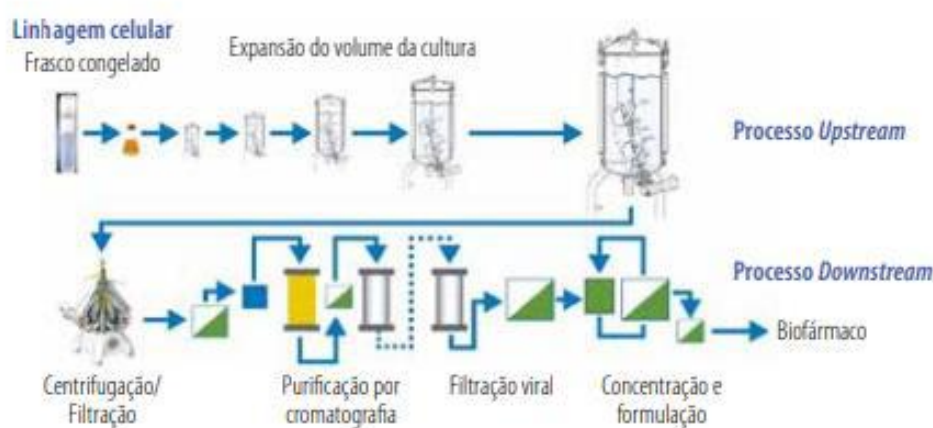 Linhagem celular
Frasco congelado
Expansão do volume da cultura
Processo Upstream
Processo Downstream
Biofármaco
Centrifugação/
Filtração
Purificação por
cromatografia
Filtração viral
Concentração e
formulação